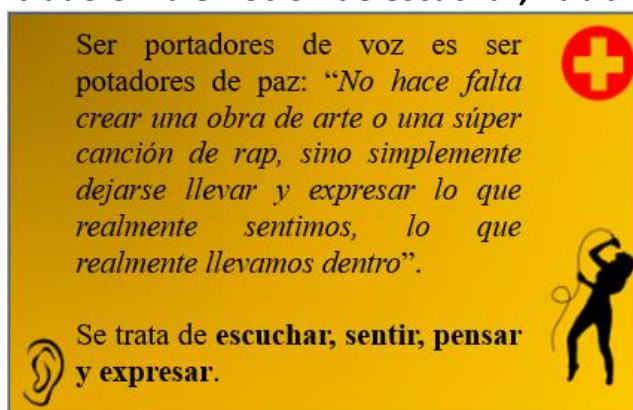 Ser portadores de voz es ser
potadores de paz: “No hace falta
crear una obra de arte o una súper
canción de rap, sino simplemente
dejarse llevar y expresar lo que
realmente sentimos, lo que
realmente llevamos dentro”.
Se trata de escuchar, sentir, pensar
y expresar.